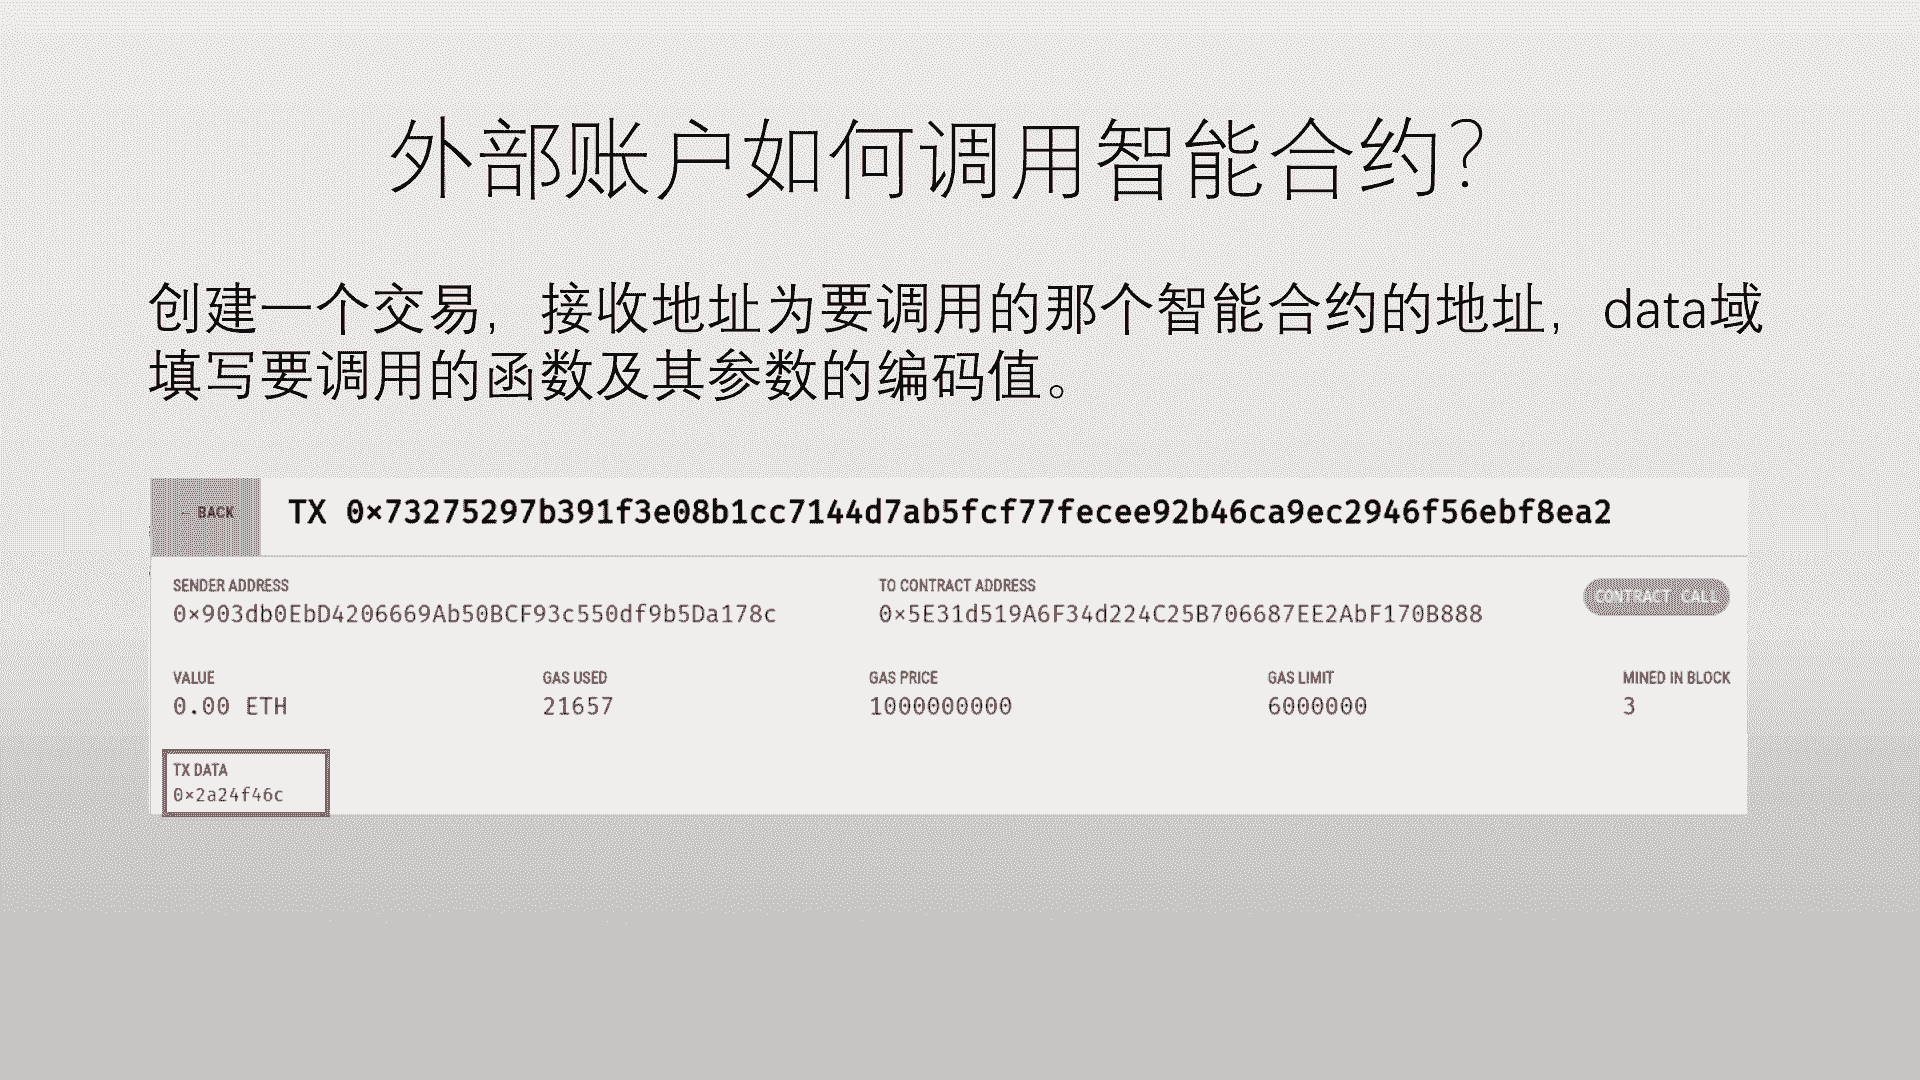 外部账户如何调用智能合约？
创建一个交易，接收地址为要调用的那个智能合约的地址，data域
填写要调用的函数及其参数的编码值。
← BACK TX 0×73275297b391f3e08b1cc7144d7ab5fcf77fecee92b46ca9ec2946f56ebf8ea2
SENDER ADDRESS TO CONTRACT ADDRESS
0×903db0EbD4206669Ab50BCF93c550df9b5Da178c 0×5E31d519A6F34d224C25B706687EE2AbF170B888 CONTRACT CALL
VALUE GAS USED GAS PRICE GAS LIMIT MINED IN BLOCK
0.00 ETH 21657 1000000000 6000000 3
TX DATA
0×2a24f46c